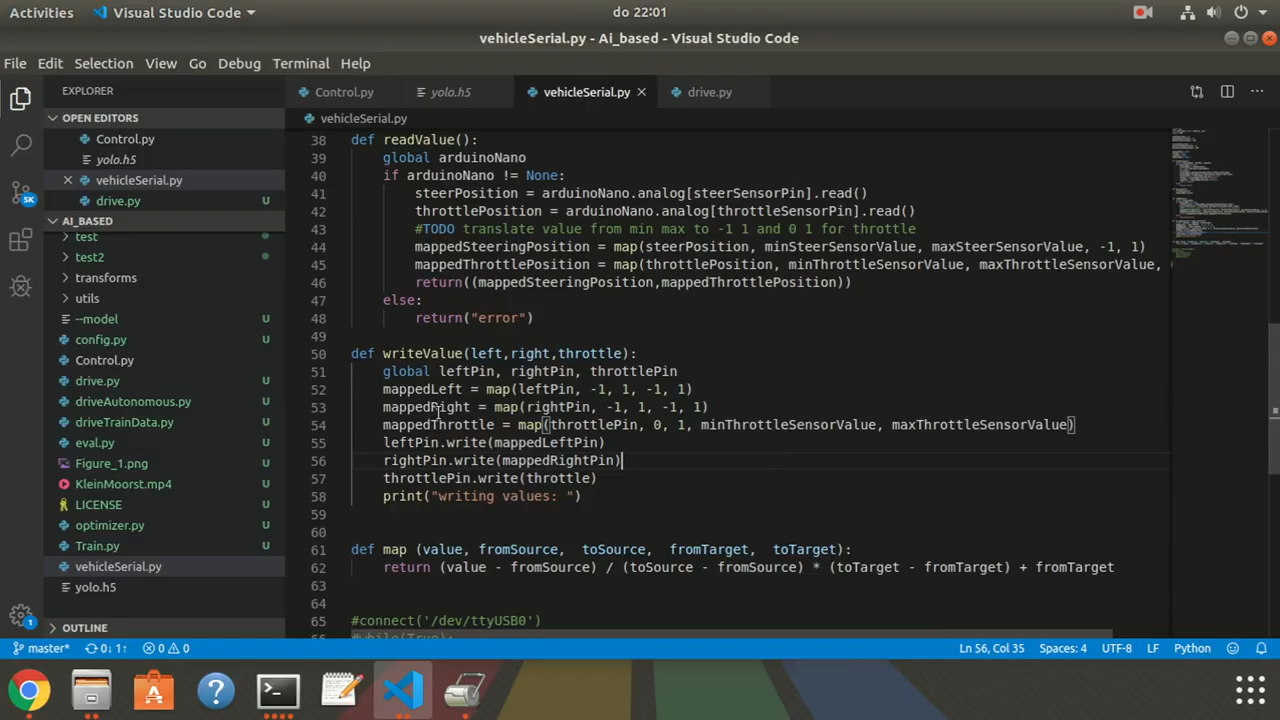 Activities
Visual Studio Code
do 22:01
vehicleSerial.py - Ai_based - Visual Studio Code
File Edit Selection View Go Debug Terminal Help
EXPLORER
OPEN EDITORS
Control.py
yolo.h5
vehicleSerial.py
drive.py U
AI_BASED
test
test2
transforms
utils
--model U
config.py U
Control.py
drive.py U
driveAutonomous.py U
driveTrainData.py U
eval.py U
Figure_1.png U
KleinMoorst.mp4 U
LICENSE U
optimizer.py U
Train.py U
vehicleSerial.py
yolo.h5
OUTLINE
SK
1
Control.py yolo.h5 vehicleSerial.py drive.py
vehicleSerial.py
38 def readValue():
39 global arduinoNano
40 if arduinoNano != None:
41 steerPosition = arduinoNano.analog[steerSensorPin].read()
42 throttlePosition = arduinoNano.analog[throttleSensorPin].read()
43 #TODO translate value from min max to -1 1 and 0 1 for throttle
44 mappedSteeringPosition = map(steerPosition, minSteerSensorValue, maxSteerSensorValue, -1, 1)
45 mappedThrottlePosition = map(throttlePosition, minThrottleSensorValue, maxThrottleSensorValue,
46 return((mappedSteeringPosition,mappedThrottlePosition))
47 else:
48 return("error")
49
50 def writeValue(left,right,throttle):
51 global leftPin, rightPin, throttlePin
52 mappedLeft = map(leftPin, -1, 1, -1, 1)
53 mappedRight = map(rightPin, -1, 1, -1, 1)
54 mappedThrottle = map(throttlePin, 0, 1, minThrottleSensorValue, maxThrottleSensorValue)
55 leftPin.write(mappedLeftPin)
56 rightPin.write(mappedRightPin)
57 throttlePin.write(throttle)
58 print("writing values: ")
59
60
61 def map (value, fromSource, toSource, fromTarget, toTarget):
62 return (value - fromSource) / (toSource - fromSource) * (toTarget - fromTarget) + fromTarget
63
64
65 #connect('/dev/ttyUSB0')
66 #while(True):
master* 0↓ 1↑ 0 0 Ln 56, Col 35 Spaces: 4 UTF-8 LF Python